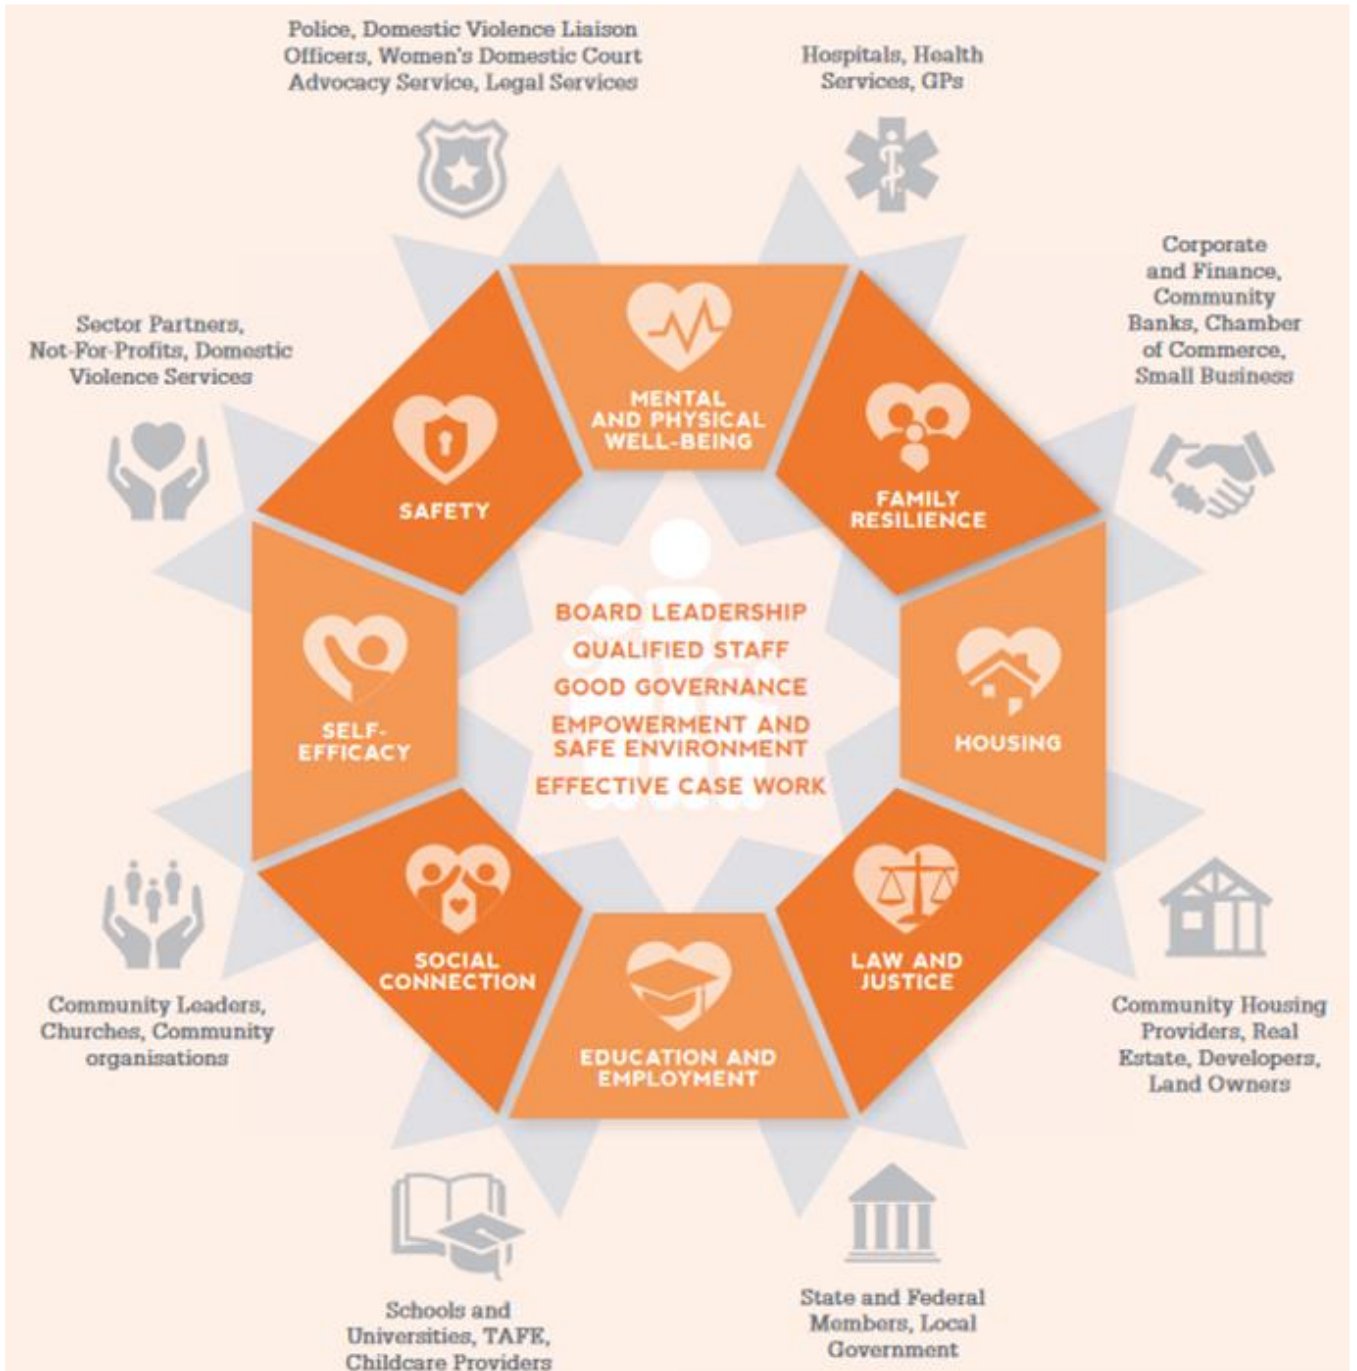 Police, Domestic Violence Liaison
Officers, Women's Domestic Court
Advocacy Service, Legal Services
Hospitals, Health
Services, GPs
Corporate
and Finance,
Community
Banks, Chamber
of Commerce,
Small Business
Sector Partners,
Not-For-Profits, Domestic
Violence Services
MENTAL
AND PHYSICAL
WELL-BEING
SAFETY
FAMILY
RESILIENCE
BOARD LEADERSHIP
QUALIFIED STAFF
GOOD GOVERNANCE
EMPOWERMENT AND
SAFE ENVIRONMENT
EFFECTIVE CASE WORK
SELF-
EFFICACY
HOUSING
SOCIAL
CONNECTION
LAW AND
JUSTICE
EDUCATION AND
EMPLOYMENT
Community Leaders,
Churches, Community
organisations
Community Housing
Providers, Real
Estate, Developers,
Land Owners
Schools and
Universities, TAFE,
Childcare Providers
State and Federal
Members, Local
Government